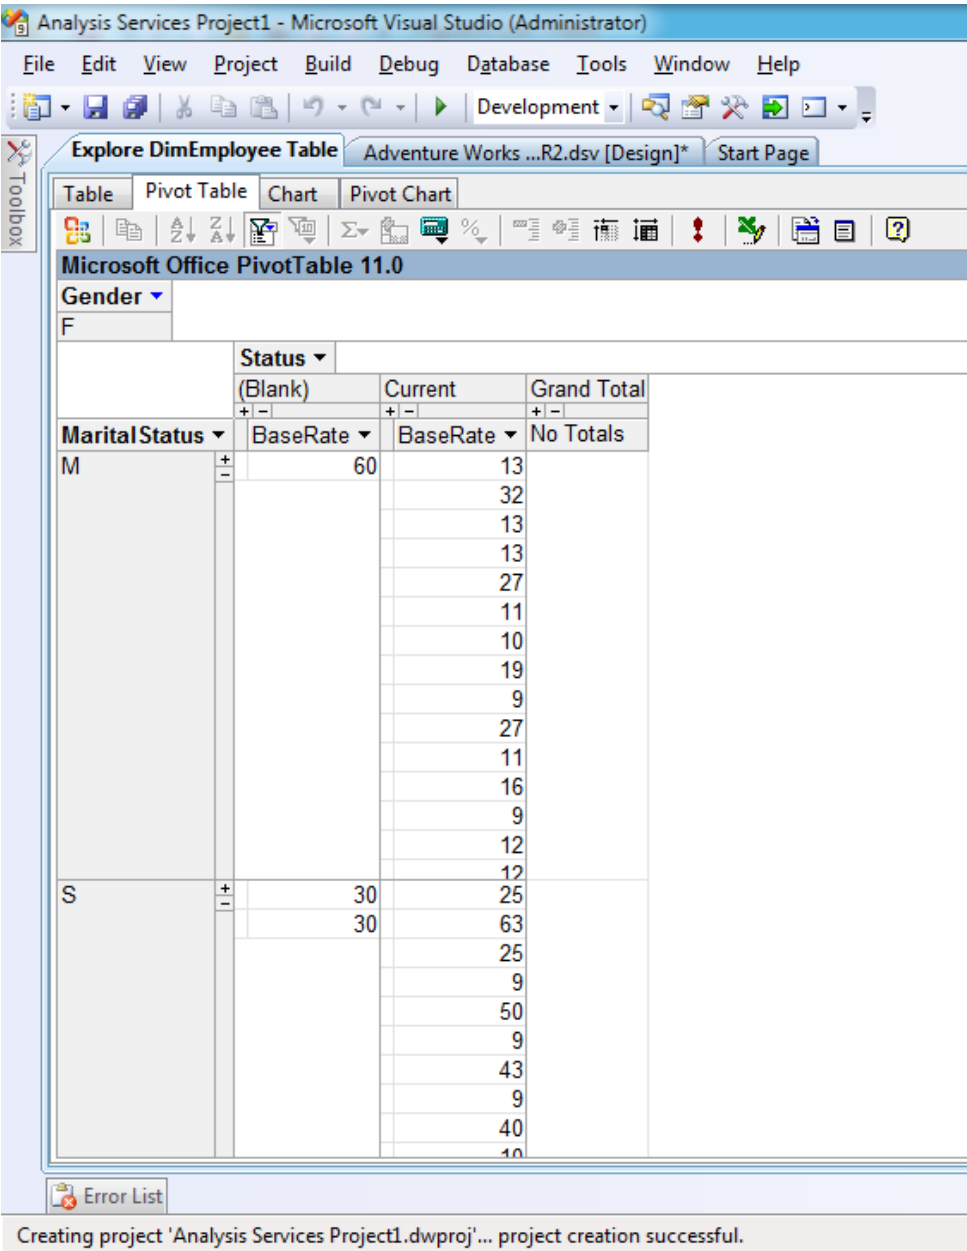 Analysis Services Project1 - Microsoft Visual Studio (Administrator)
File Edit View Project Build Debug Database Tools Window Help
Development
Explore DimEmployee Table Adventure Works ...R2.dsv [Design]* Start Page
Toolbox
Table Pivot Table Chart Pivot Chart
Microsoft Office PivotTable 11.0
Gender
F
Status
(Blank) Current Grand Total
MaritalStatus BaseRate BaseRate No Totals
M 60 13
32
13
13
27
11
10
19
9
27
11
16
9
12
12
S 30 25
30 63
25
9
50
9
43
9
40
10
Error List
Creating project 'Analysis Services Project1.dwproj'... project creation successful.